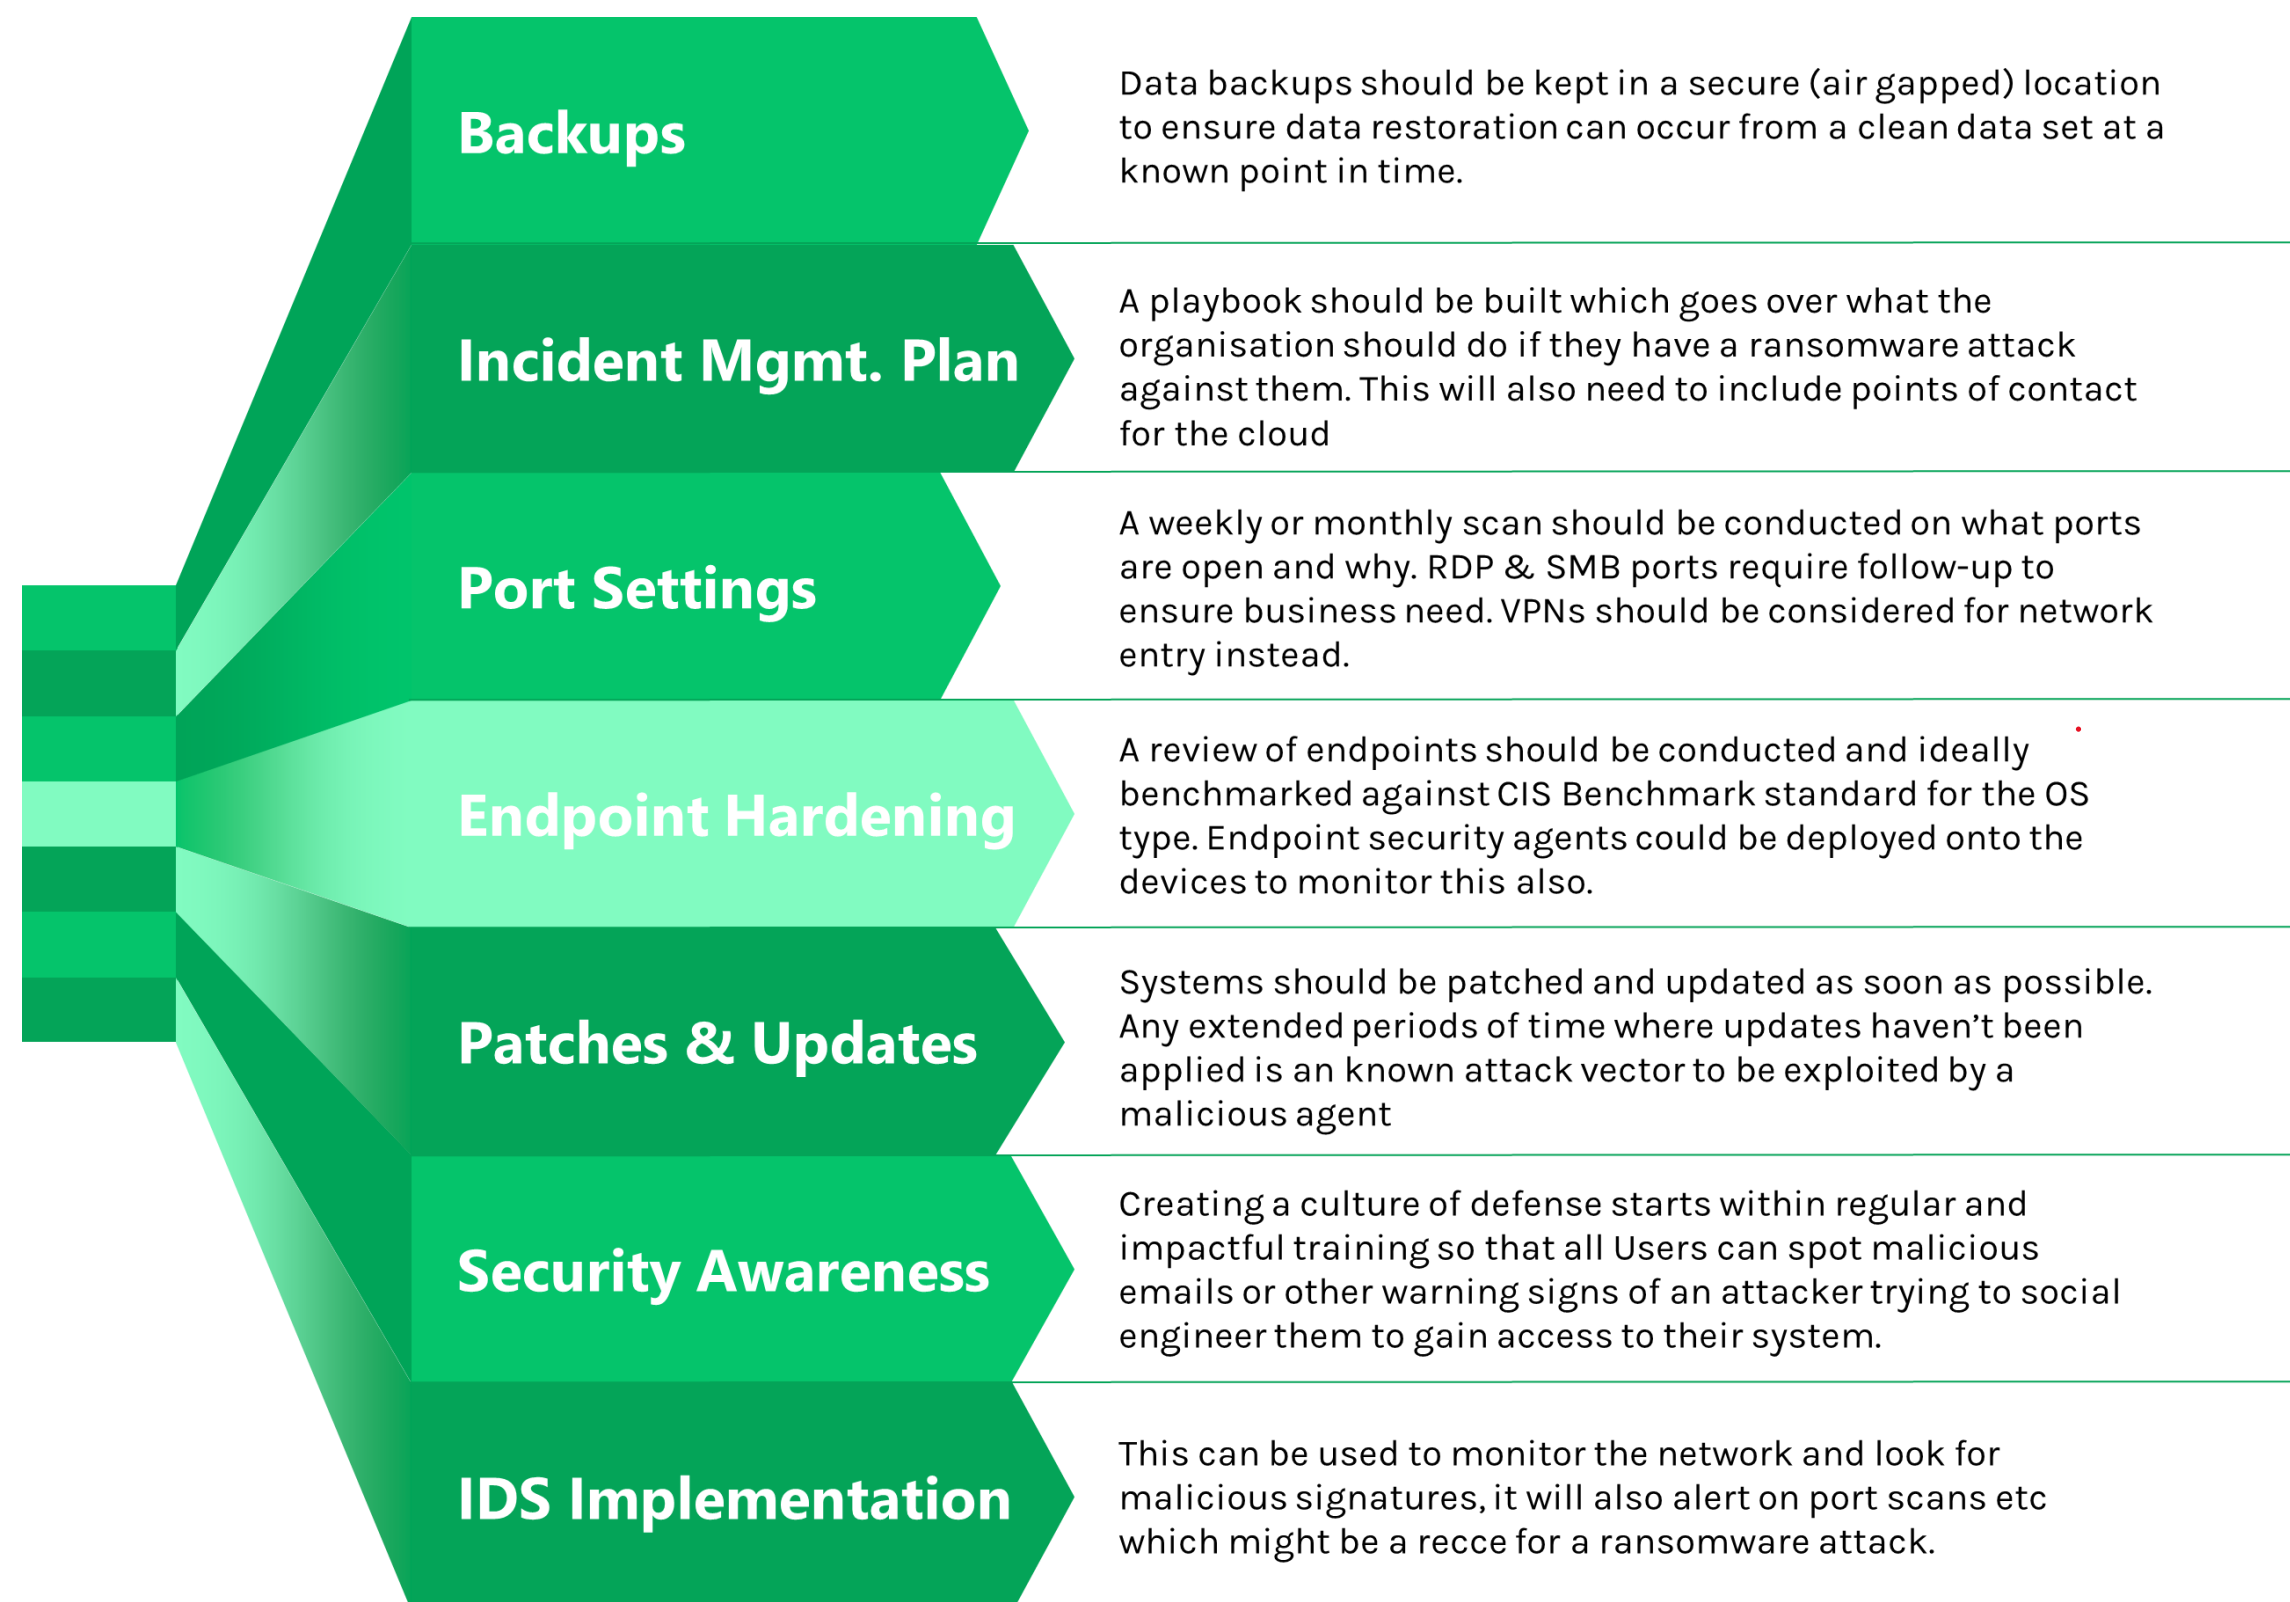 Backups
Data backups should be kept in a secure (air gapped) location
to ensure data restoration can occur from a clean data set at a
known point in time.
Incident Mgmt. Plan
A playbook should be built which goes over what the
organisation should do if they have a ransomware attack
against them. This will also need to include points of contact
for the cloud
Port Settings
A weekly or monthly scan should be conducted on what ports
are open and why. RDP & SMB ports require follow-up to
ensure business need. VPNs should be considered for network
entry instead.
Endpoint Hardening
A review of endpoints should be conducted and ideally
benchmarked against CIS Benchmark standard for the OS
type. Endpoint security agents could be deployed onto the
devices to monitor this also.
Patches & Updates
Systems should be patched and updated as soon as possible.
Any extended periods of time where updates haven’t been
applied is an known attack vector to be exploited by a
malicious agent
Security Awareness
Creating a culture of defense starts within regular and
impactful training so that all Users can spot malicious
emails or other warning signs of an attacker trying to social
engineer them to gain access to their system.
IDS Implementation
This can be used to monitor the network and look for
malicious signatures, it will also alert on port scans etc
which might be a recce for a ransomware attack.